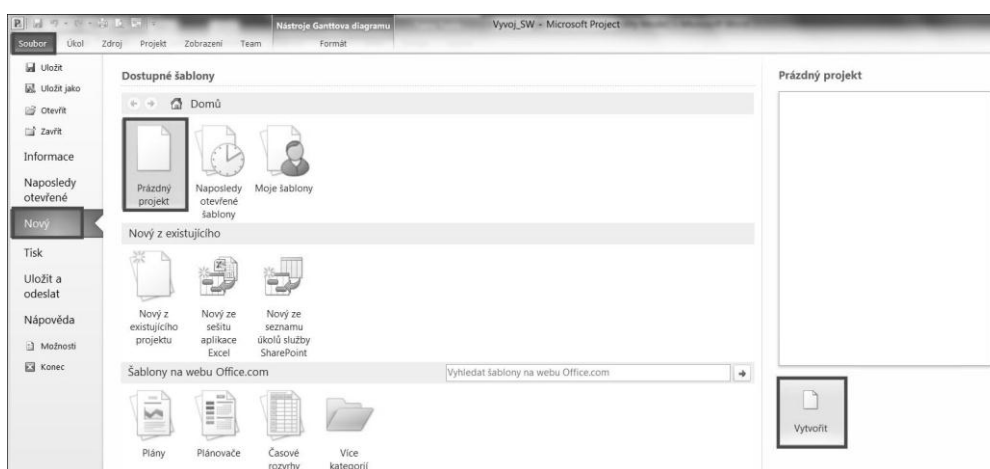 Nástroje Ganttova diagramu
Vyvoj_SW - Microsoft Project
Soubor Úkol Zdroj Projekt Zobrazení Team Formát
Uložit
Uložit jako
Otevřít
Zavřít
Informace
Naposledy
otevřené
Nový
Tisk
Uložit a
odeslat
Nápověda
Možnosti
Konec
Dostupné šablony
Domů
Prázdný
projekt
Naposledy
otevřené
šablony
Moje šablony
Nový z existujícího
Nový z
existujícího
projektu
Nový ze
sešitu
aplikace
Excel
Nový ze
seznamu
úkolů služby
SharePoint
Šablony na webu Office.com
Vyhledat šablony na webu Office.com
Plány
Plánovače
Časové
rozvrhy
Více
kategorií
Prázdný projekt
Vytvořit